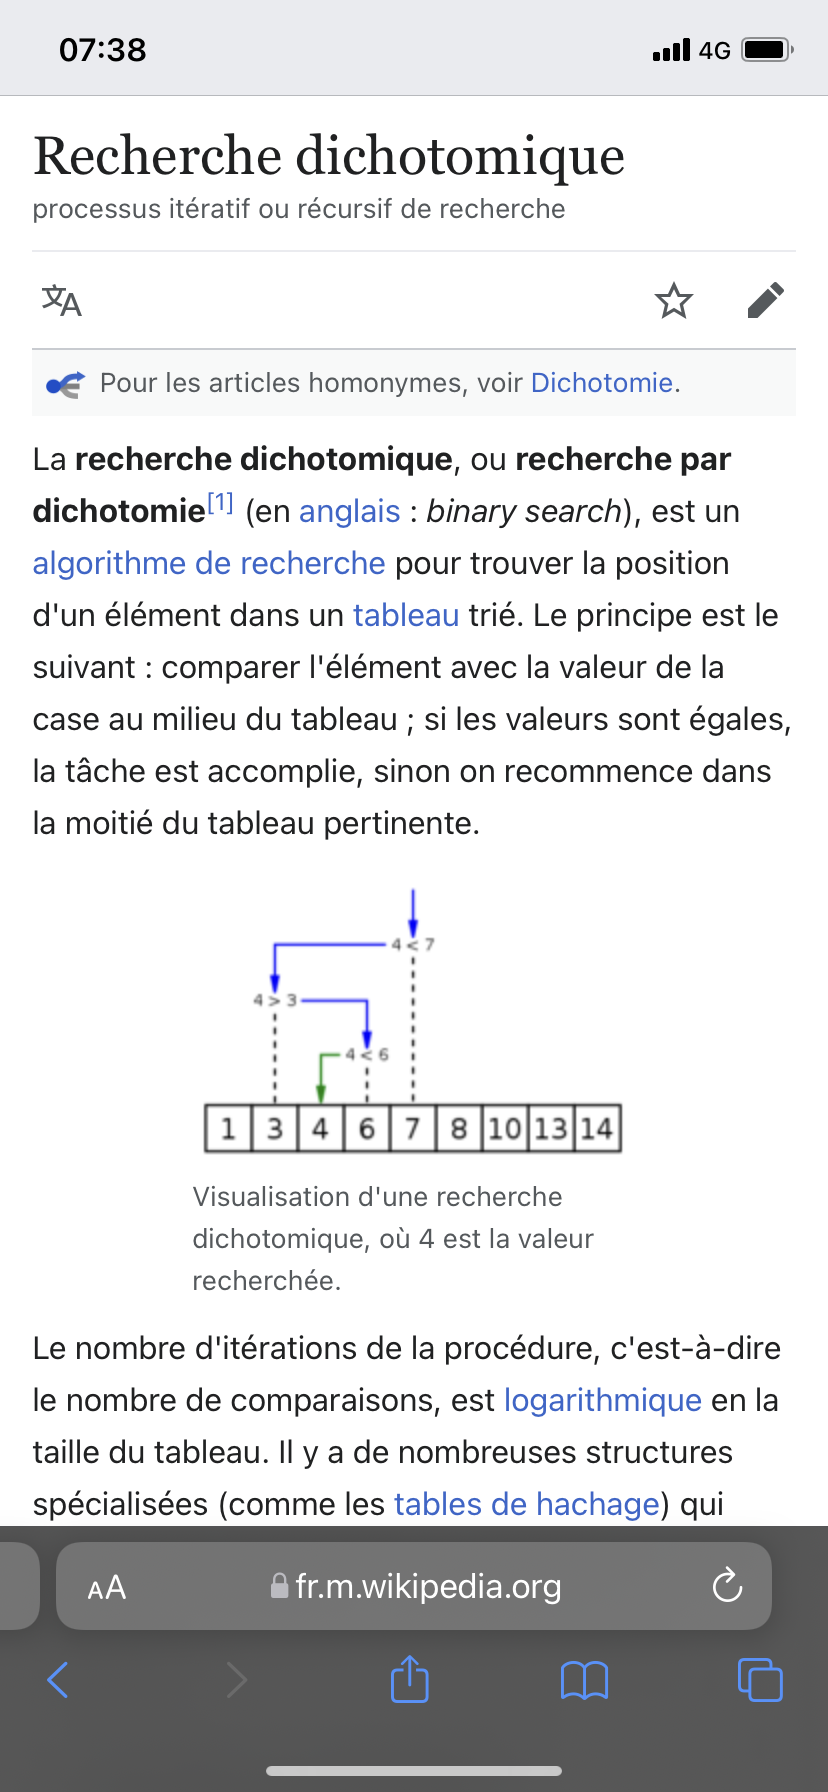 07:38
4G
Recherche dichotomique
processus itératif ou récursif de recherche
文A
Pour les articles homonymes, voir Dichotomie.
La recherche dichotomique, ou recherche par
dichotomie[1] (en anglais : binary search), est un
algorithme de recherche pour trouver la position
d'un élément dans un tableau trié. Le principe est le
suivant : comparer l'élément avec la valeur de la
case au milieu du tableau ; si les valeurs sont égales,
la tâche est accomplie, sinon on recommence dans
la moitié du tableau pertinente.
4 < 7
4 > 3
4 < 6
1 3 4 6 7 8 10 13 14
Visualisation d'une recherche
dichotomique, où 4 est la valeur
recherchée.
Le nombre d'itérations de la procédure, c'est-à-dire
le nombre de comparaisons, est logarithmique en la
taille du tableau. Il y a de nombreuses structures
spécialisées (comme les tables de hachage) qui
AA fr.m.wikipedia.org